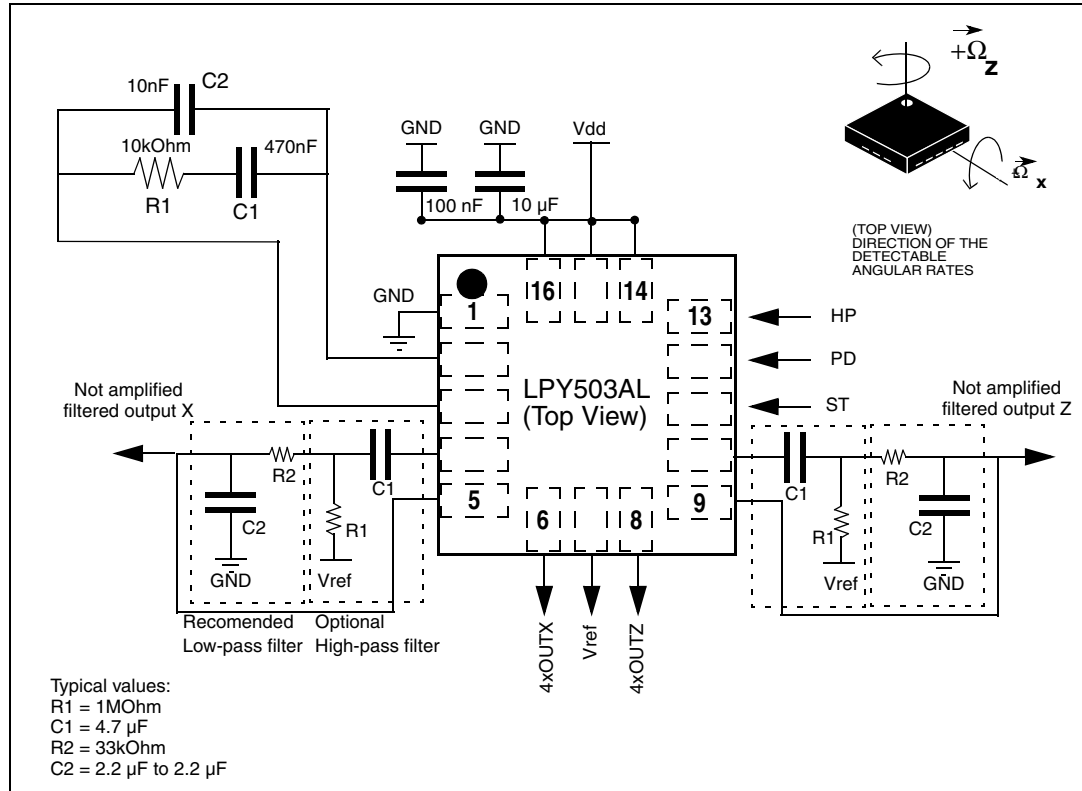 10nF
C2
10kOhm
470nF
R1
C1
GND
GND
Vdd
100 nF
10 µF
+Ω
Z
Ω
x
(TOP VIEW)
DIRECTION OF THE
DETECTABLE
ANGULAR RATES
GND
1
16
14
13
HP
PD
ST
LPY503AL
(Top View)
Not amplified
filtered output X
Not amplified
filtered output Z
R2
C1
C2
R1
GND
Vref
5
6
8
9
C1
R2
R1
C2
Vref
GND
Recomended
Low-pass filter
Optional
High-pass filter
4xOUTX
Vref
4xOUTZ
Typical values:
R1 = 1MOhm
C1 = 4.7 µF
R2 = 33kOhm
C2 = 2.2 µF to 2.2 µF